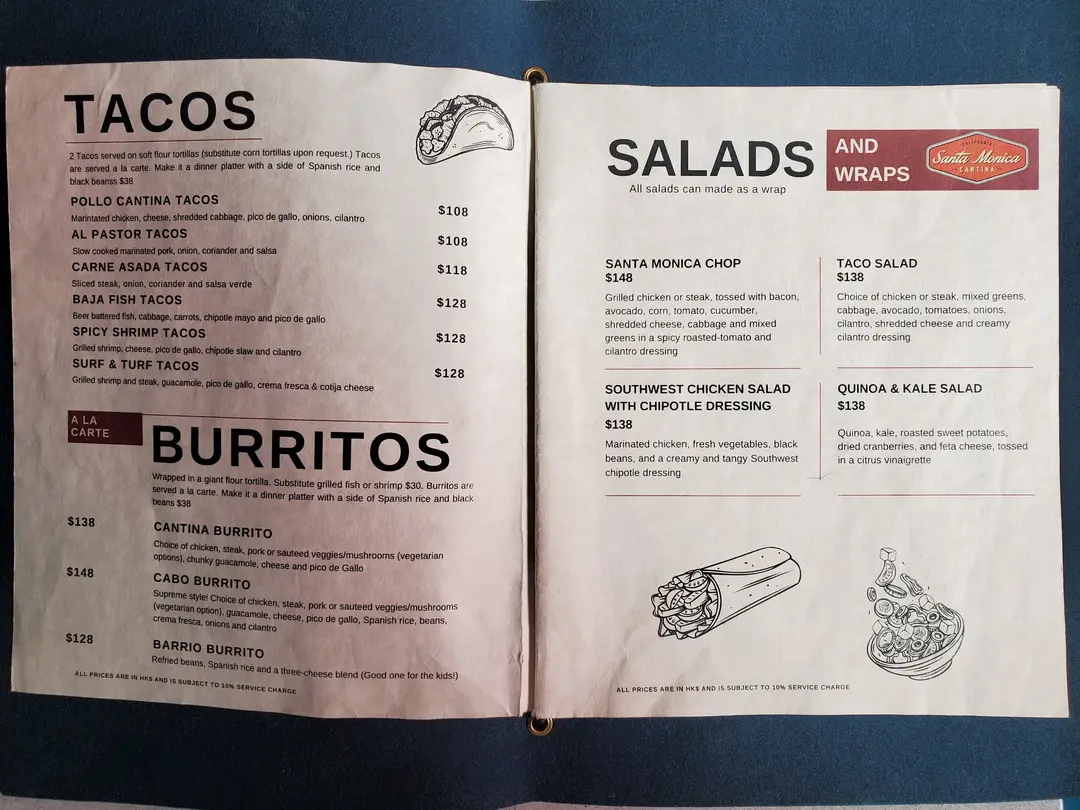 TACOS
2 Tacos served on soft flour tortillas (substitute corn tortillas upon request.) Tacos
are served a la carte. Make it a dinner platter with a side of Spanish rice and
black beanss $38
POLLO CANTINA TACOS
$108
Marintated chicken, cheese, shredded cabbage, pico de gallo, onions, cilantro
AL PASTOR TACOS
$108
Slow cooked marinated pork, onion, coriander and salsa
CARNE ASADA TACOS
$118
Sliced steak, onion, coriander and salsa verde
BAJA FISH TACOS
$128
Beer battered fish, cabbage, carrots, chipotle mayo and pico de gallo
SPICY SHRIMP TACOS
$128
Grilled shrimp, cheese, pico de gallo, chipotle slaw and cilantro
SURF & TURF TACOS
$128
Grilled shrimp and steak, guacamole, pico de gallo, crema fresca & cotija cheese
A LA
CARTE
BURRITOS
Wrapped in a giant flour tortilla. Substitute grilled fish or shrimp $30. Burritos are
served a la carte. Make it a dinner platter with a side of Spanish rice and black
beans $38
$138
CANTINA BURRITO
Choice of chicken, steak, pork or sauteed veggies/mushrooms (vegetarian
options), chunky guacamole, cheese and pico de Gallo
$148
CABO BURRITO
Supreme style! Choice of chicken, steak, pork or sauteed veggies/mushrooms
(vegetarian option), guacamole, cheese, pico de gallo, Spanish rice, beans,
crema fresca, onions and cilantro
$128
BARRIO BURRITO
Refried beans, Spanish rice and a three-cheese blend (Good one for the kids!)
ALL PRICES ARE IN HK$ AND IS SUBJECT TO 10% SERVICE CHARGE
SALADS
AND
WRAPS
CALIFORNIA
Santa Monica
CANTINA
All salads can made as a wrap
SANTA MONICA CHOP
$148
Grilled chicken or steak, tossed with bacon,
avocado, corn, tomato, cucumber,
shredded cheese, cabbage and mixed
greens in a spicy roasted-tomato and
cilantro dressing
TACO SALAD
$138
Choice of chicken or steak, mixed greens,
cabbage, avocado, tomatoes, onions,
cilantro, shredded cheese and creamy
cilantro dressing
SOUTHWEST CHICKEN SALAD
WITH CHIPOTLE DRESSING
$138
Marinated chicken, fresh vegetables, black
beans, and a creamy and tangy Southwest
chipotle dressing
QUINOA & KALE SALAD
$138
Quinoa, kale, roasted sweet potatoes,
dried cranberries, and feta cheese, tossed
in a citrus vinaigrette
ALL PRICES ARE IN HK$ AND IS SUBJECT TO 10% SERVICE CHARGE